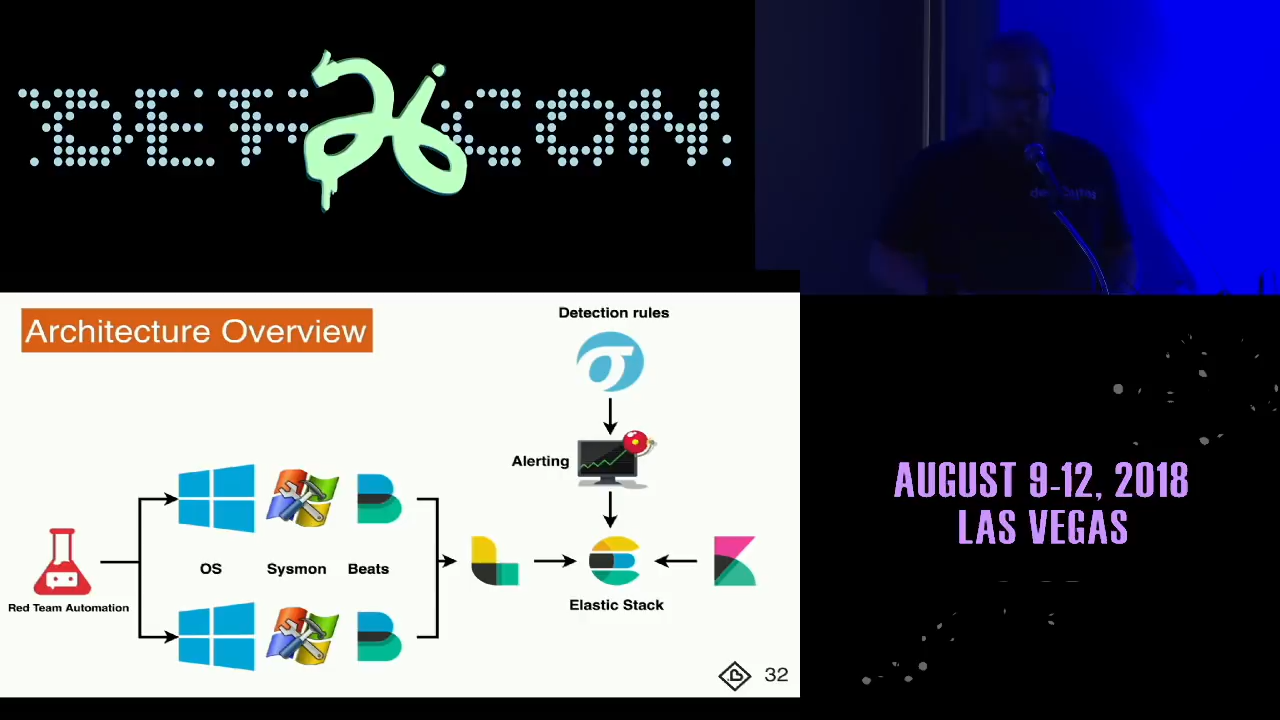 DEF 26 CON
Architecture Overview
Detection rules
σ
Alerting
OS
Sysmon
Beats
Red Team Automation
Elastic Stack
32
AUGUST 9-12, 2018
LAS VEGAS